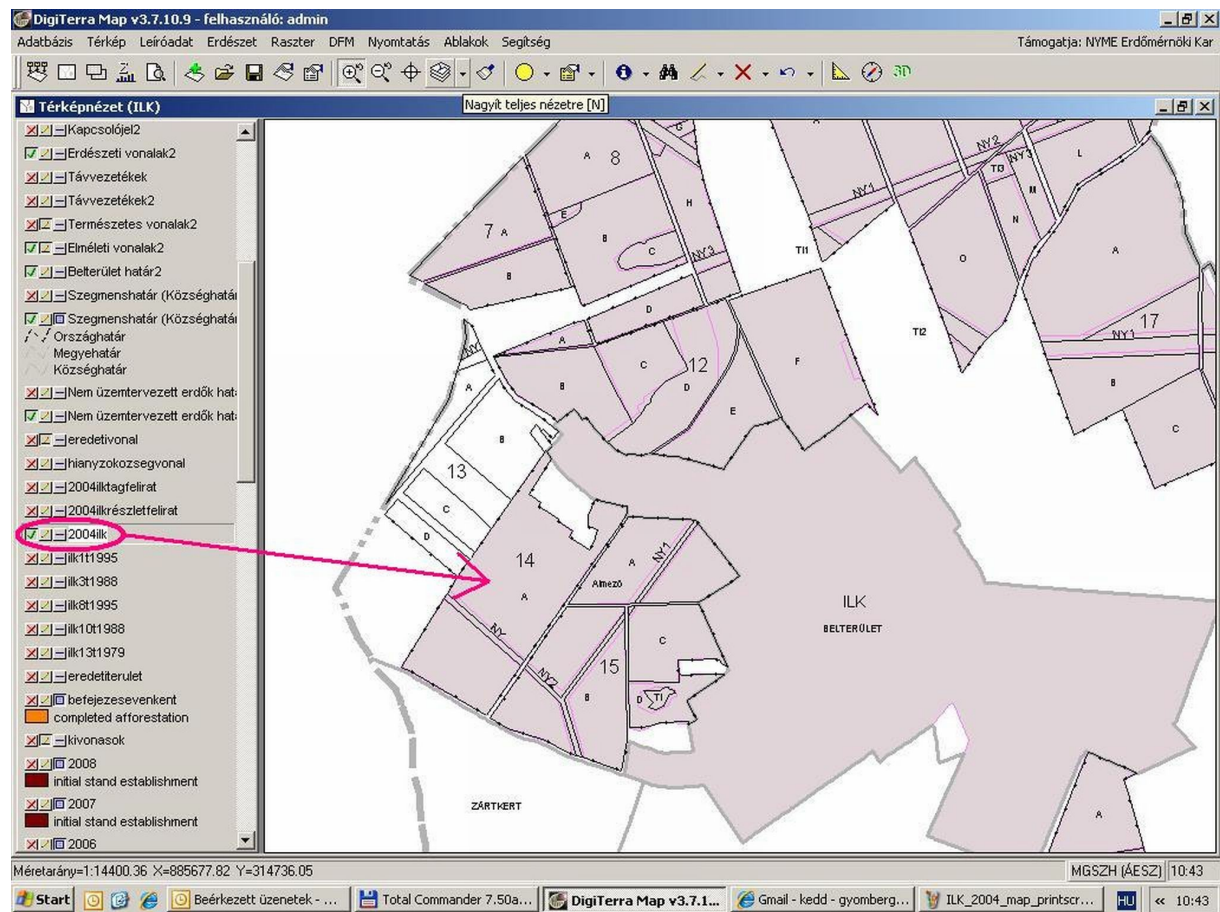 DigiTerra Map v3.7.10.9 - felhasználó: admin
Adatbázis Térkép Leíróadat Erdészet Raszter DFM Nyomtatás Ablakok Segítség Támogatja: NYME Erdőmérnöki Kar
3D
Térképnézet (ILK) Nagyít teljes nézetre [N]
Kapcsolójel2
Erdészeti vonalak2
Távvezetékek
Távvezetékek2
Természetes vonalak2
Elméleti vonalak2
Belterület határ2
Szegmenshatár (Községhatár
Szegmenshatár (Községhatár
Országhatár
Megyehatár
Községhatár
Nem üzemtervezett erdők hat
Nem üzemtervezett erdők hat
eredetivonal
hianyzokozsegvonal
2004ilktagfelirat
2004ilkrészletfelirat
2004ilk
ilk1t1995
ilk3t1988
ilk8t1995
ilk10t1988
ilk13t1979
eredetiterulet
befejezesevenkent
completed afforestation
kivonasok
2008
initial stand establishment
2007
initial stand establishment
2006
G
A 8
NY2
L
TI3 NY3
M
NY1
H
E
N
7 A
B
C
NY3
TI1
O
A
B
D
17
TI2
NY1
A
NY
C
12
F
A
B
D
B
E
C
B
13
C
D
14
A
NY1
Almező
A
ILK
BELTERÜLET
NY
C
15
NY2
B
D
TI
ZÁRTKERT
A
Méretarány=1:14400.36 X=885677.82 Y=314736.05 MGSZH (ÁESZ) 10:43
Start Beérkezett üzenetek - ... Total Commander 7.50a... DigiTerra Map v3.7.1... Gmail - kedd - gyomberg... ILK_2004_map_printscr... HU « 10:43